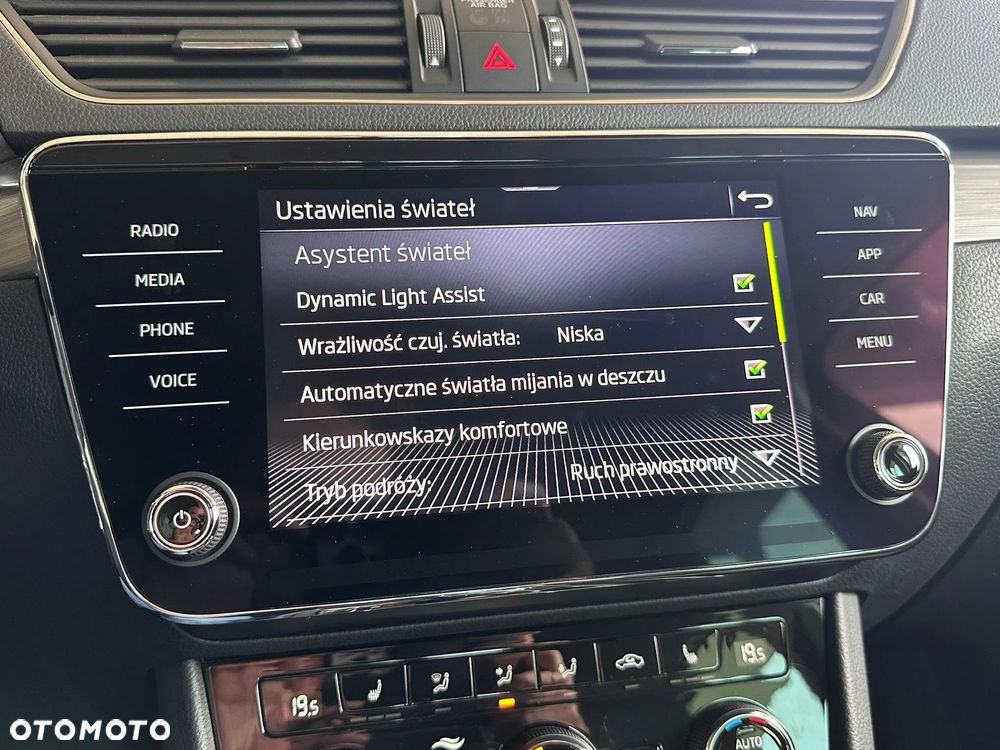 PASSENGER
AIR BAG
Ustawienia świateł
Asystent świateł
Dynamic Light Assist
Wrażliwość czuj. światła: Niska
Automatyczne światła mijania w deszczu
Kierunkowskazy komfortowe
Tryb podróży: Ruch prawostronny
RADIO
MEDIA
PHONE
VOICE
NAV
APP
CAR
MENU
19.5
19.5
AUTO
OTOMOTO